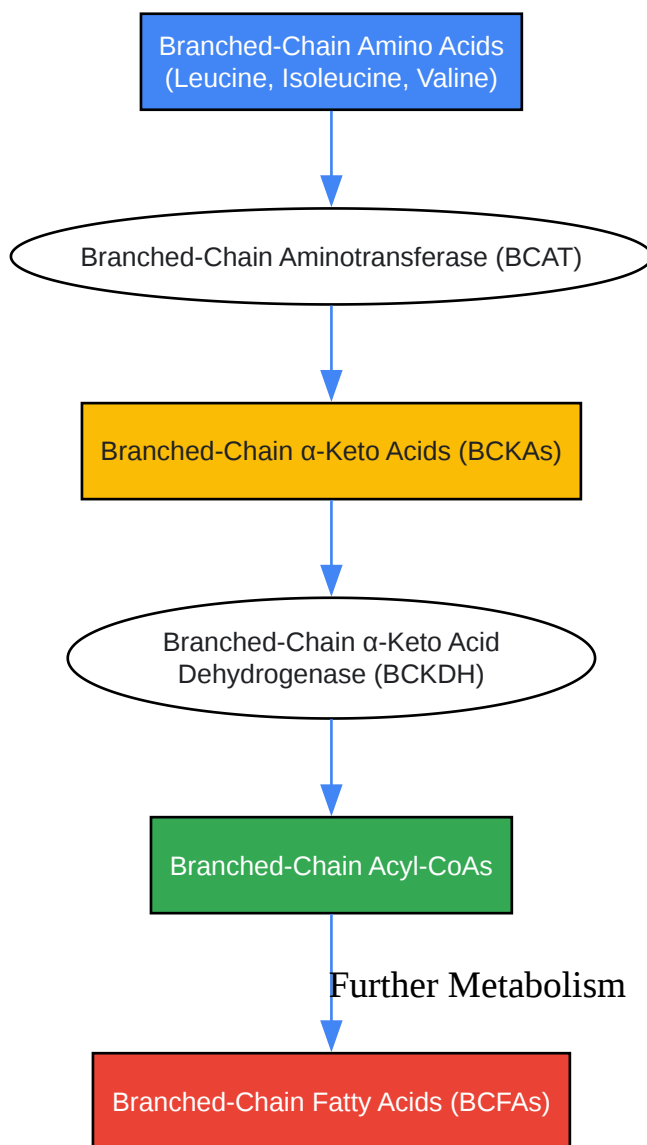 Branched-Chain Amino Acids
(Leucine, Isoleucine, Valine)
Branched-Chain Aminotransferase (BCAT)
Branched-Chain α-Keto Acids (BCKAs)
Branched-Chain α-Keto Acid
Dehydrogenase (BCKDH)
Branched-Chain Acyl-CoAs
Further Metabolism
Branched-Chain Fatty Acids (BCFAs)